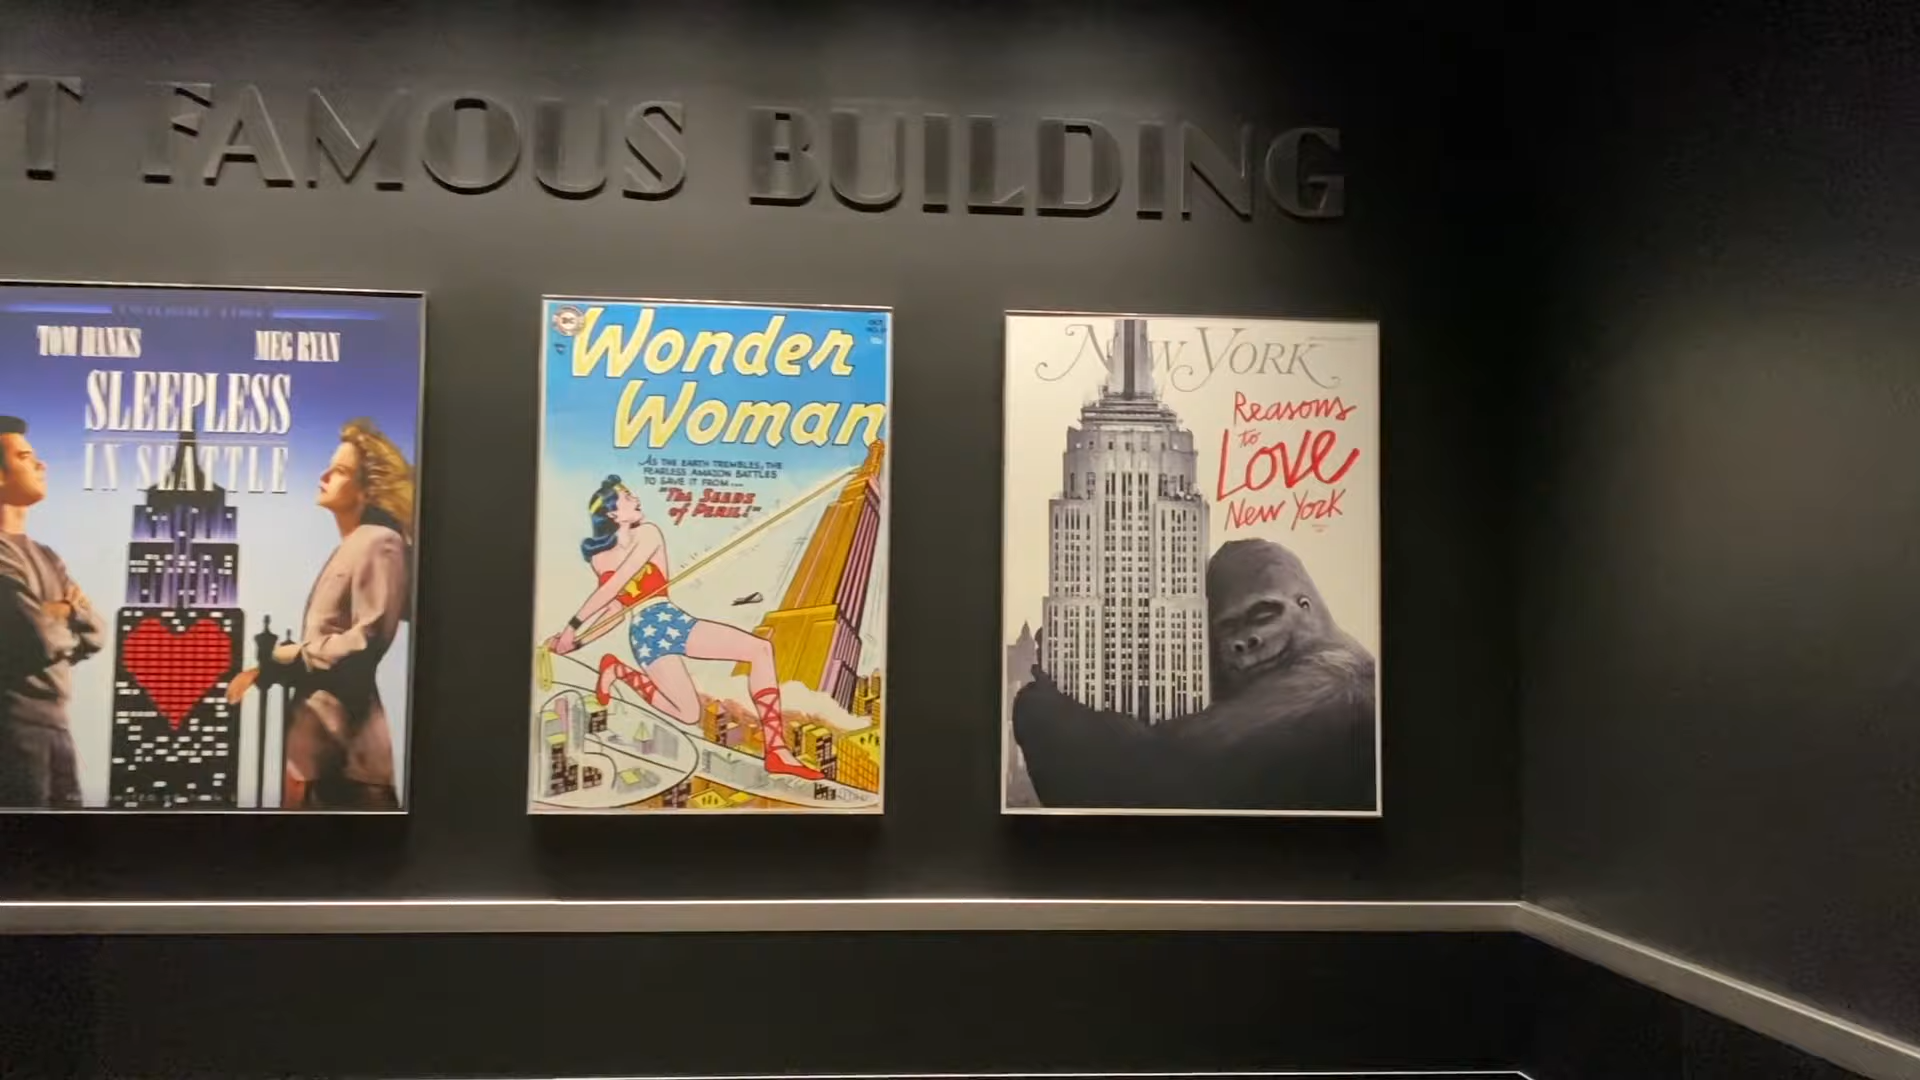 T FAMOUS BUILDING
TOM HANKS MEG RYAN
SLEEPLESS
IN SEATTLE
DC
Wonder
Woman
AS THE EARTH TREMBLES, THE
FEARLESS AMAZON BATTLES
TO SAVE IT FROM...
"The SEEDS
of PERIL!"
NEW YORK
Reasons
to
Love
New York